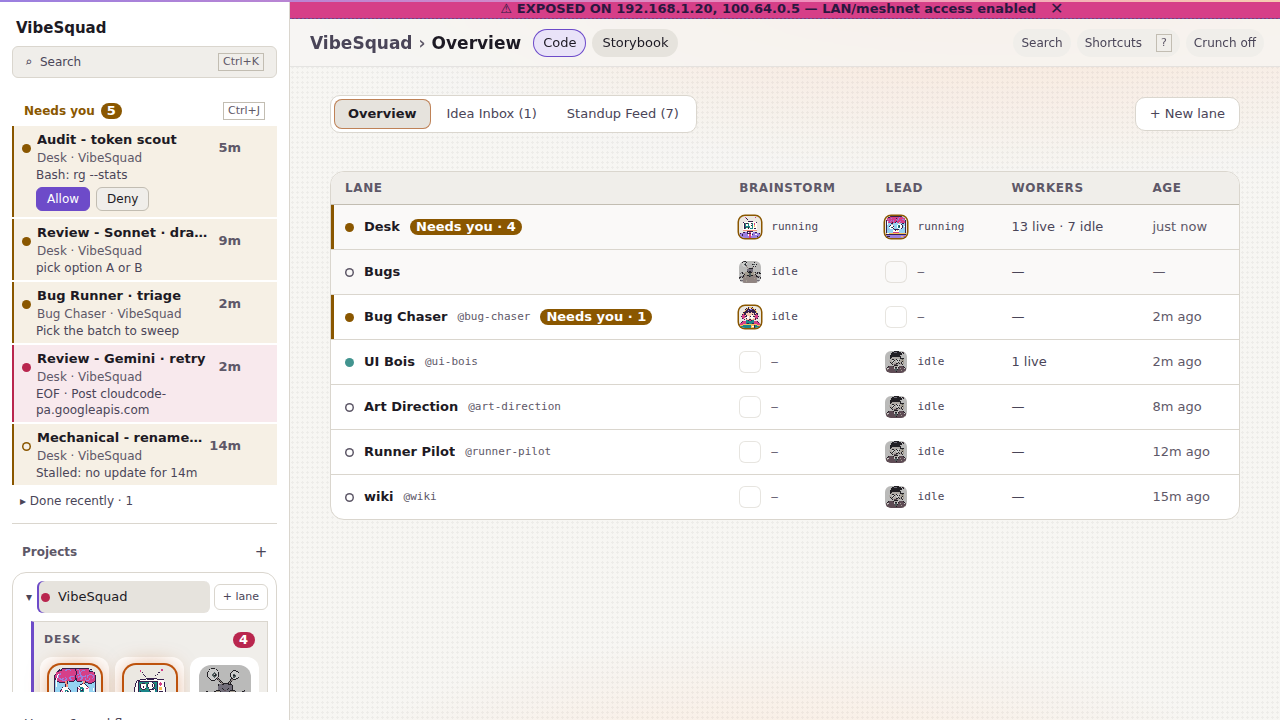 ⚠ EXPOSED ON 192.168.1.20, 100.64.0.5 — LAN/meshnet access enabled ✕
VibeSquad
Search Ctrl+K
Needs you 5 Ctrl+J
Audit - token scout 5m
Desk · VibeSquad
Bash: rg --stats
Allow Deny
Review - Sonnet · dra… 9m
Desk · VibeSquad
pick option A or B
Bug Runner · triage 2m
Bug Chaser · VibeSquad
Pick the batch to sweep
Review - Gemini · retry 2m
Desk · VibeSquad
EOF · Post cloudcode-
pa.googleapis.com
Mechanical - rename… 14m
Desk · VibeSquad
Stalled: no update for 14m
▸ Done recently · 1
Projects +
▾ VibeSquad + lane
DESK 4
VibeSquad › Overview Code Storybook Search Shortcuts ? Crunch off
Overview Idea Inbox (1) Standup Feed (7) + New lane
LANE BRAINSTORM LEAD WORKERS AGE
Desk Needs you · 4 running running 13 live · 7 idle just now
Bugs idle – — —
Bug Chaser @bug-chaser Needs you · 1 idle – — 2m ago
UI Bois @ui-bois – idle 1 live 2m ago
Art Direction @art-direction – idle — 8m ago
Runner Pilot @runner-pilot – idle — 12m ago
wiki @wiki – idle — 15m ago